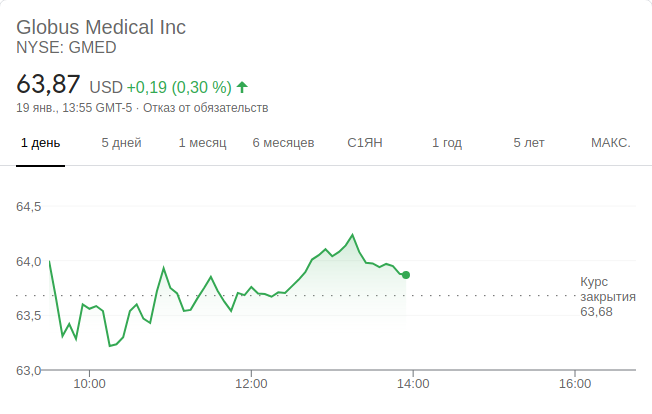 Globus Medical Inc
NYSE: GMED
63,87 USD +0,19 (0,30 %)
19 янв., 13:55 GMT-5 · Отказ от обязательств
1 день 5 дней 1 месяц 6 месяцев С1ЯН 1 год 5 лет МАКС.
64,5
64,0
63,5
63,0
Курс
закрытия
63,68
10:00 12:00 14:00 16:00